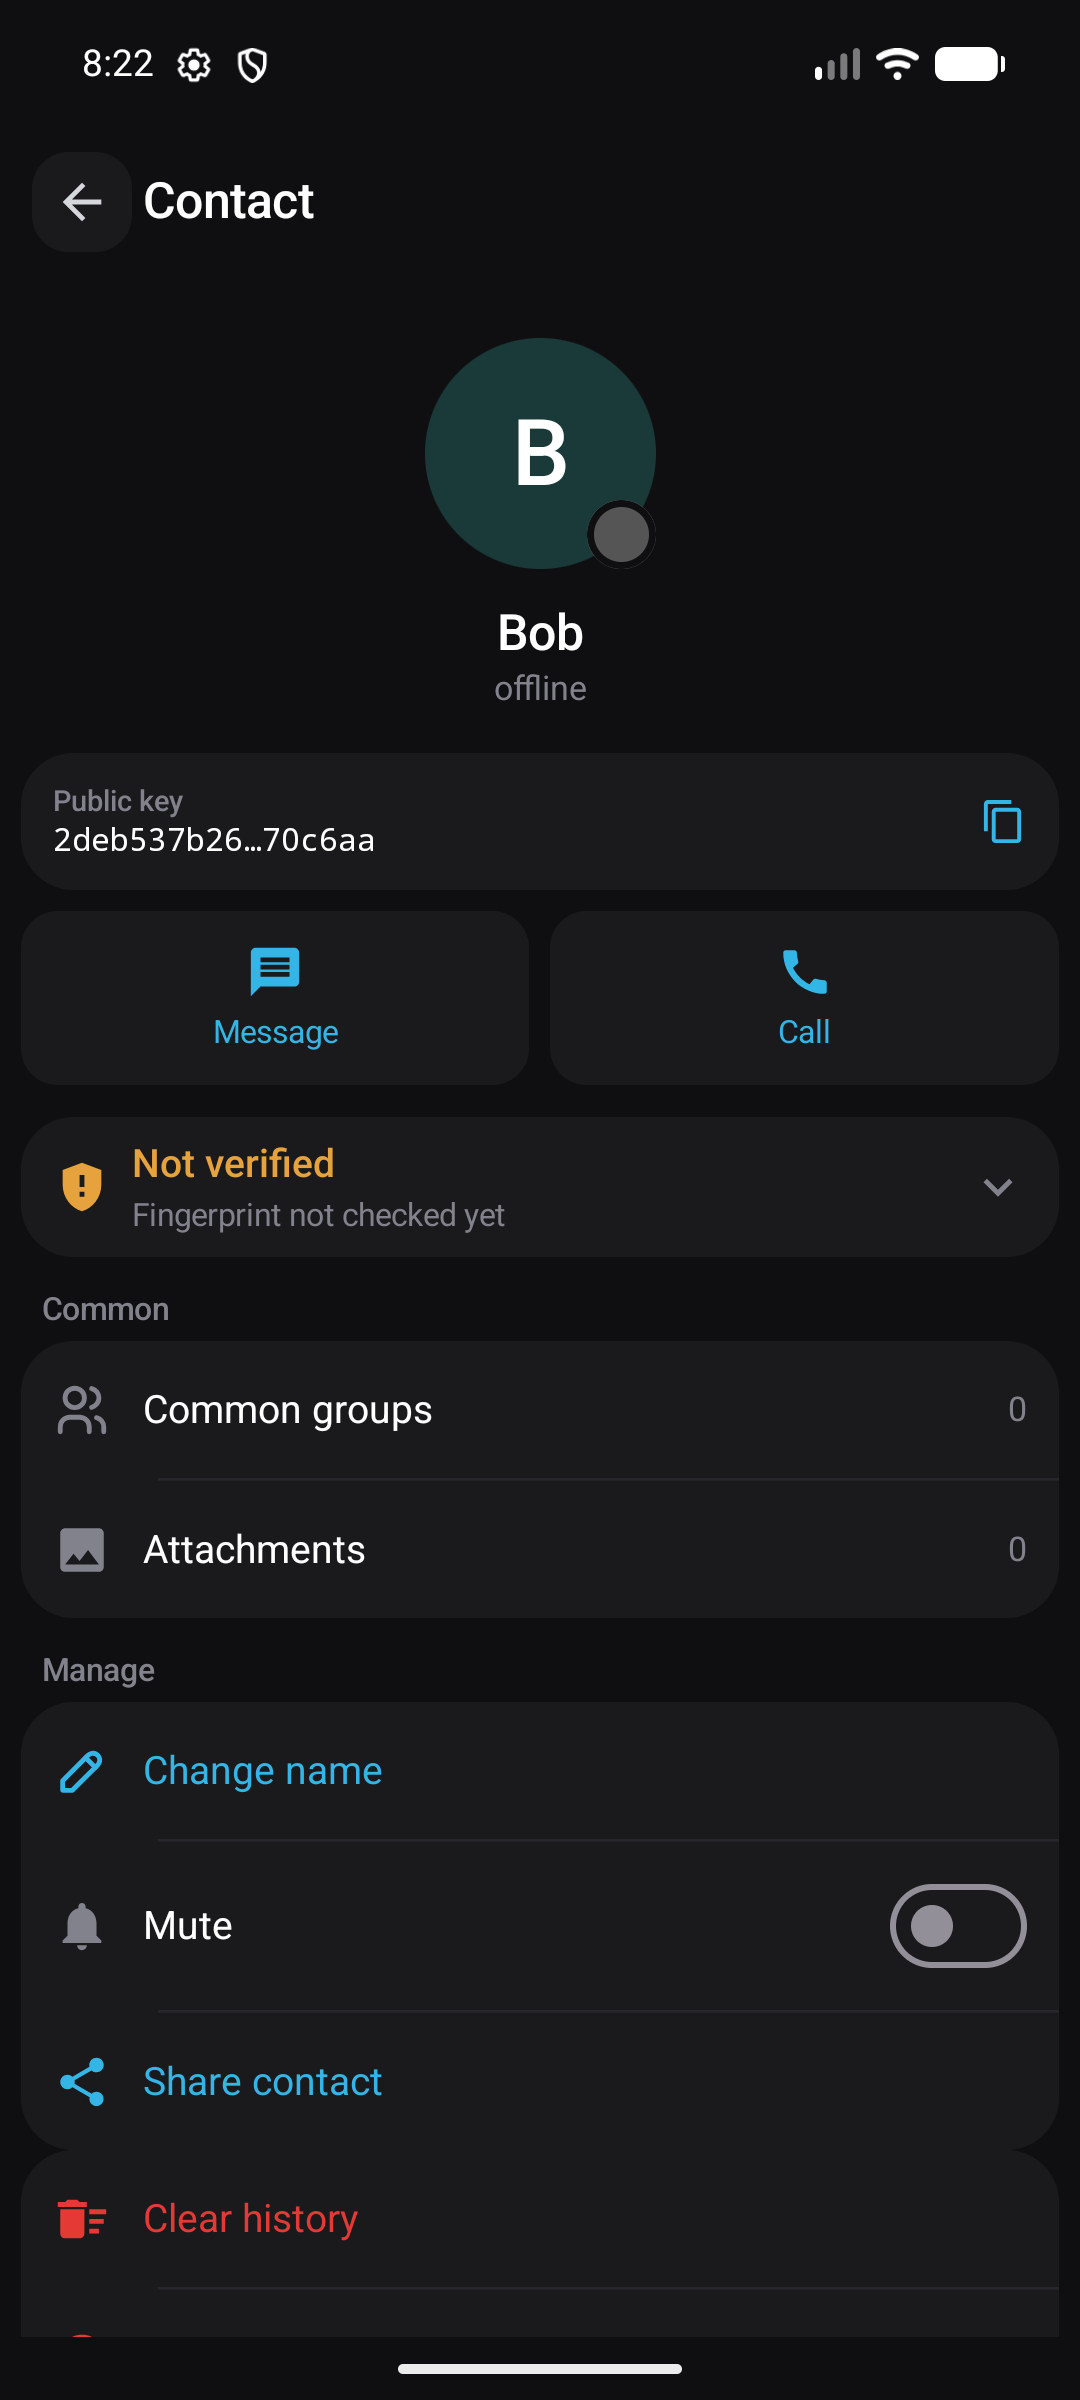 8:22
Contact
B
Bob
offline
Public key
2deb537b26…70c6aa
Message
Call
Not verified
Fingerprint not checked yet
Common
Common groups
0
Attachments
0
Manage
Change name
Mute
Share contact
Clear history